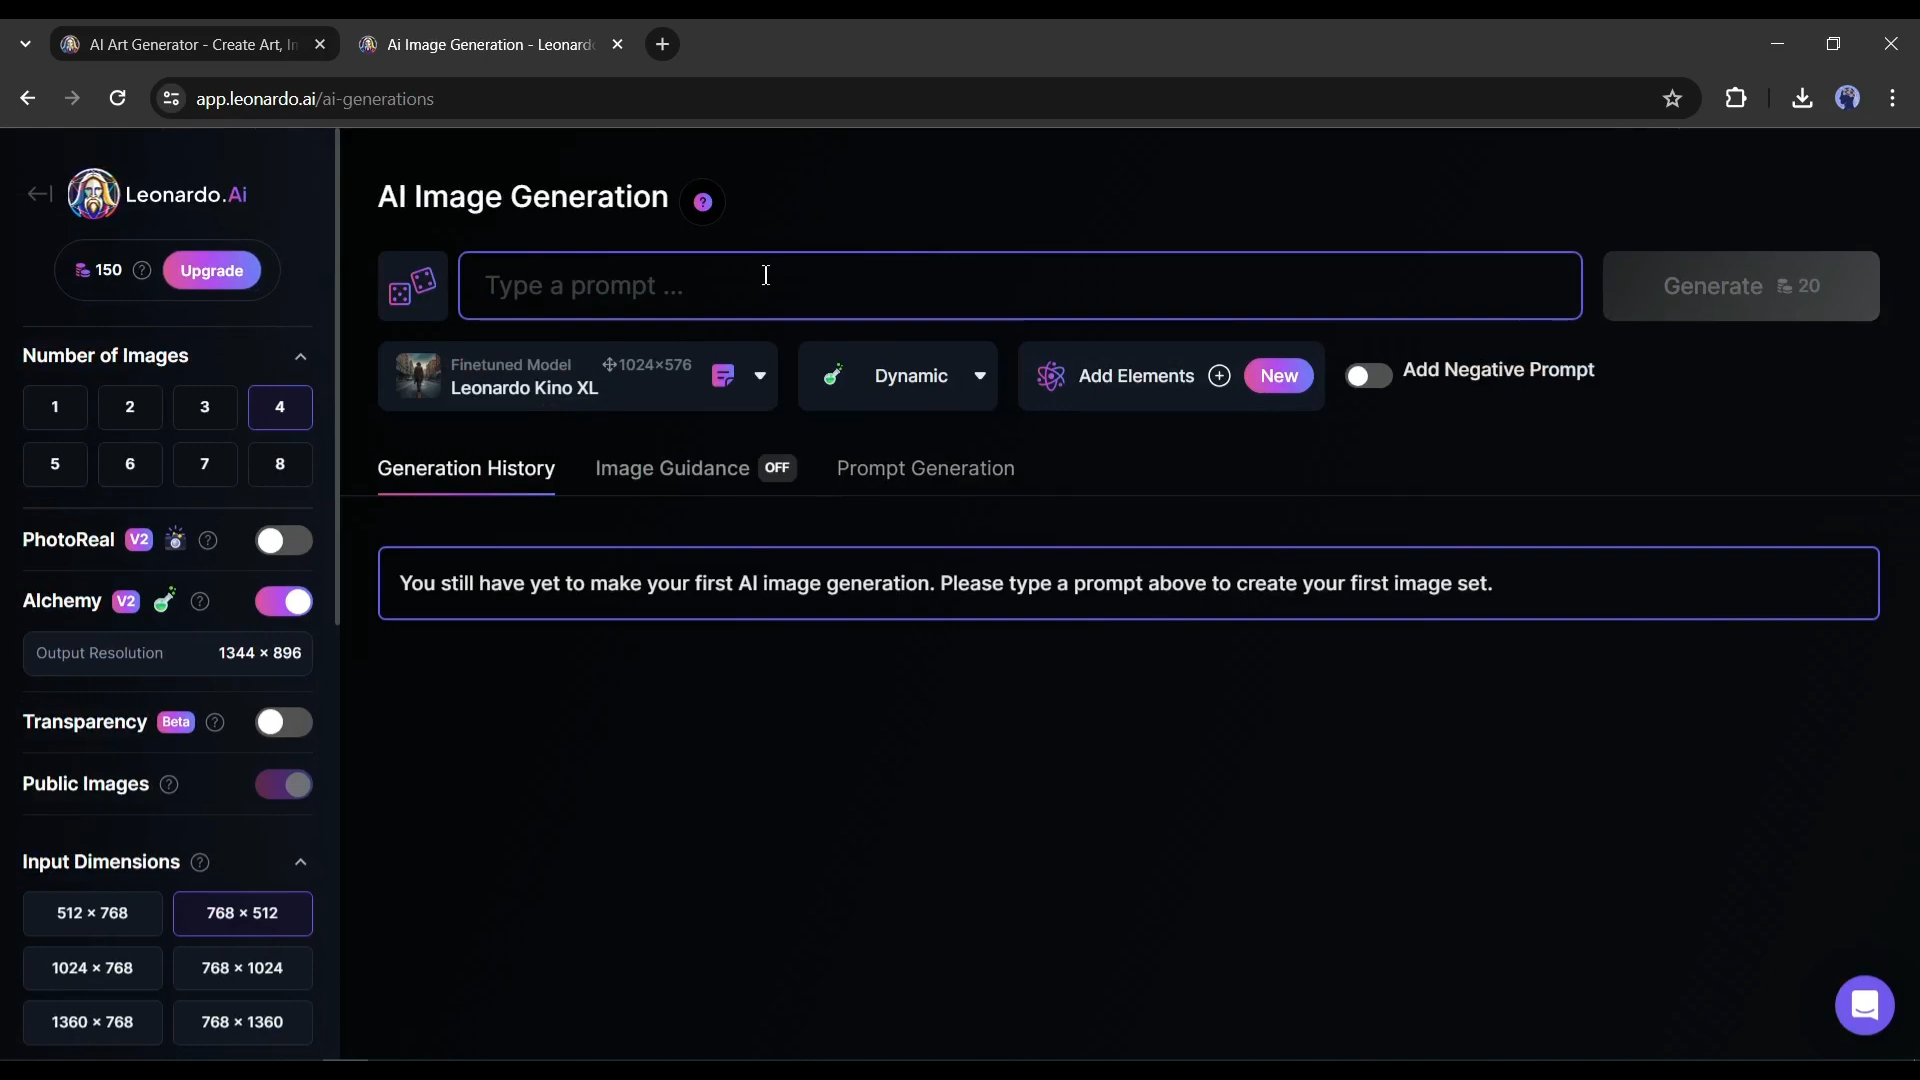 AI Art Generator - Create Art, In
Ai Image Generation - Leonardo
app.leonardo.ai/ai-generations
Leonardo.Ai
150
Upgrade
Number of Images
1 2 3 4
5 6 7 8
PhotoReal V2
Alchemy V2
Output Resolution 1344 × 896
Transparency Beta
Public Images
Input Dimensions
512 × 768 768 × 512
1024 × 768 768 × 1024
1360 × 768 768 × 1360
AI Image Generation ?
Type a prompt ...
Generate 20
Finetuned Model 1024×576
Leonardo Kino XL
Dynamic
Add Elements New
Add Negative Prompt
Generation History Image Guidance OFF Prompt Generation
You still have yet to make your first AI image generation. Please type a prompt above to create your first image set.